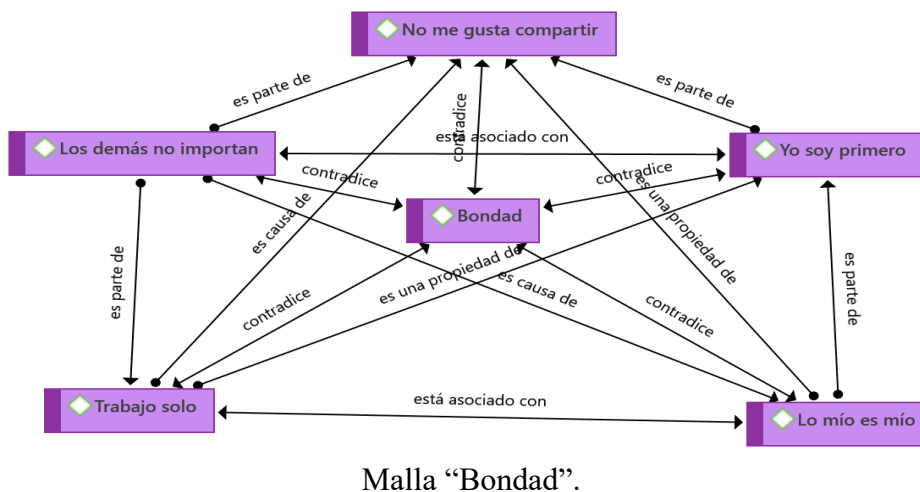 No me gusta compartir
es parte de
es parte de
contradice
Los demás no importan
está asociado con
Yo soy primero
contradice
contradice
es una propiedad de
Bondad
es causa de
es parte de
es una propiedad de
es causa de
es parte de
contradice
contradice
Trabajo solo
está asociado con
Lo mío es mío
Malla “Bondad”.